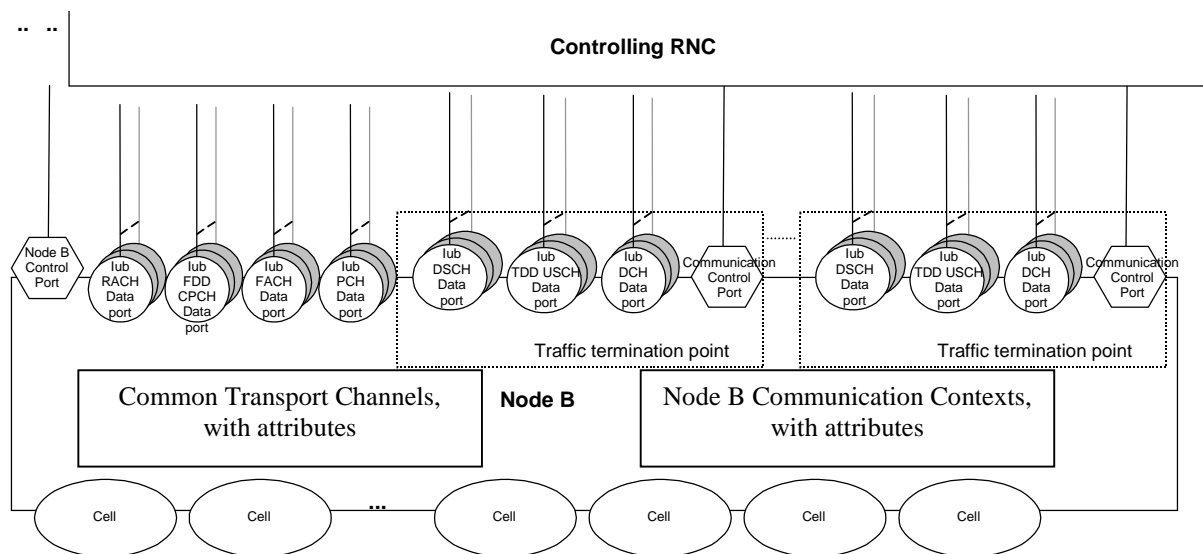 .. ..
Controlling RNC
Node B
Control
Port
Iub
RACH
Data
port
Iub
FDD
CPCH
Data
port
Iub
FACH
Data
port
Iub
PCH
Data
port
Iub
DSCH
Data
port
Iub
TDD USCH
Data
port
Iub
DCH
Data
port
Communication
Control
Port
Iub
DSCH
Data
port
Iub
TDD USCH
Data
port
Iub
DCH
Data
port
Communication
Control
Port
Traffic termination point
Traffic termination point
Common Transport Channels,
with attributes
Node B
Node B Communication Contexts,
with attributes
Cell
Cell
...
Cell
Cell
Cell
Cell